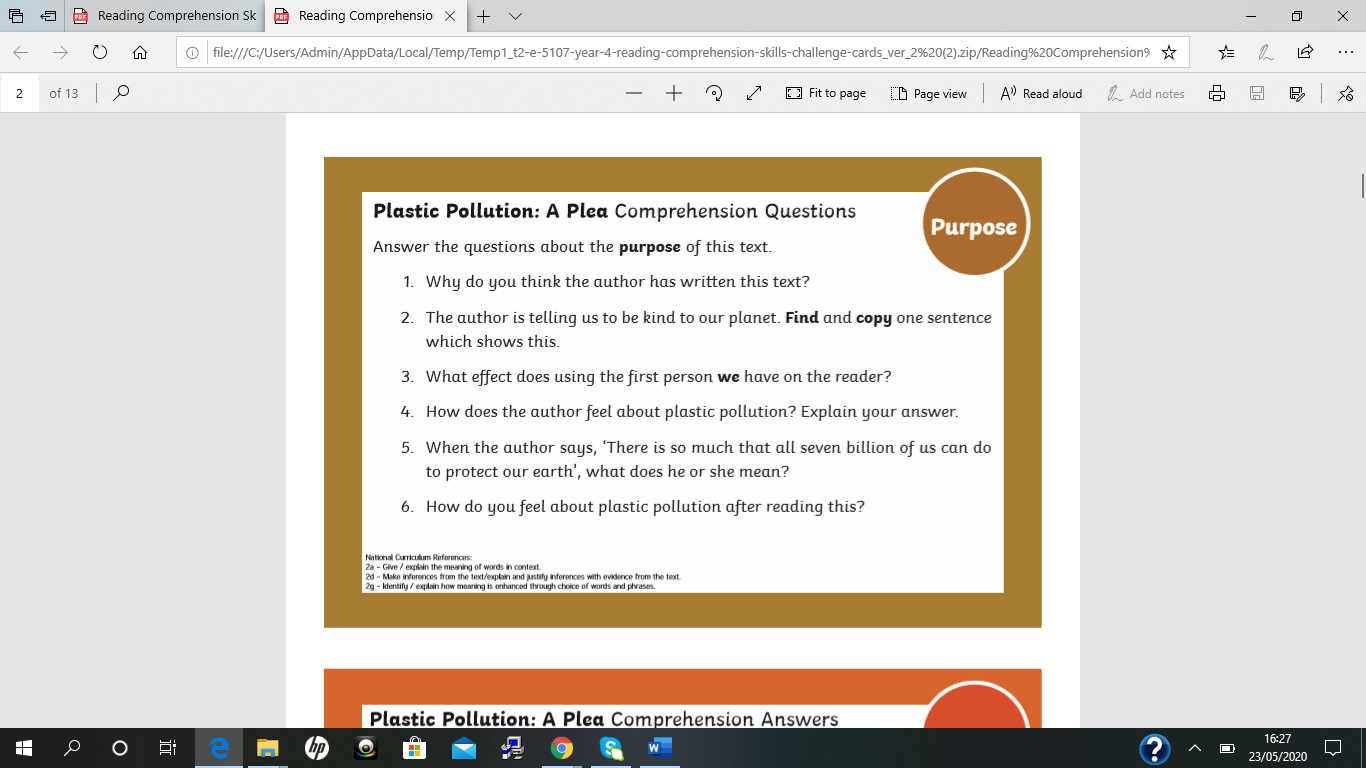 Reading Comprehension Sk
Reading Comprehensio
file:///C:/Users/Admin/AppData/Local/Temp/Temp1_t2-e-5107-year-4-reading-comprehension-skills-challenge-cards_ver_2%20(2).zip/Reading%20Comprehension%
2 of 13
Fit to page
Page view
Read aloud
Add notes
Plastic Pollution: A Plea Comprehension Questions
Purpose
Answer the questions about the purpose of this text.
1. Why do you think the author has written this text?
2. The author is telling us to be kind to our planet. Find and copy one sentence
which shows this.
3. What effect does using the first person we have on the reader?
4. How does the author feel about plastic pollution? Explain your answer.
5. When the author says, ‘There is so much that all seven billion of us can do
to protect our earth’, what does he or she mean?
6. How do you feel about plastic pollution after reading this?
National Curriculum References:
2a – Give / explain the meaning of words in context.
2d – Make inferences from the text/explain and justify inferences with evidence from the text.
2g – Identify / explain how meaning is enhanced through choice of words and phrases.
Plastic Pollution: A Plea Comprehension Answers
16:27
23/05/2020